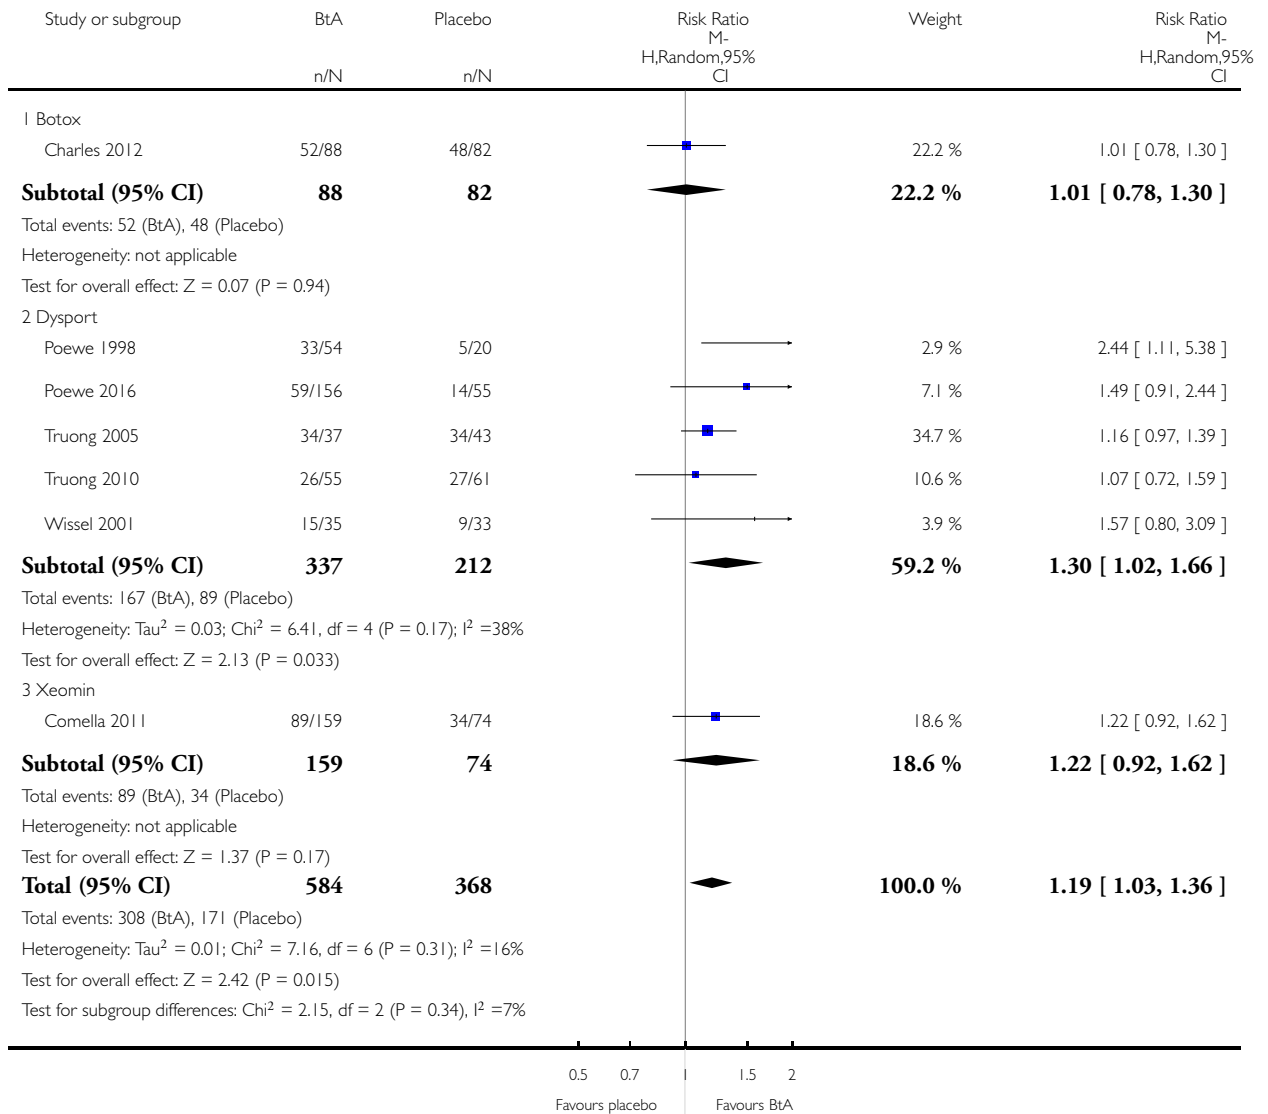 Study or subgroup BtA Placebo Risk Ratio Weight Risk Ratio
M- M-
H,Random,95% H,Random,95%
n/N n/N CI CI
1 Botox
Charles 2012 52/88 48/82 22.2 % 1.01 [ 0.78, 1.30 ]
Subtotal (95% CI) 88 82 22.2 % 1.01 [ 0.78, 1.30 ]
Total events: 52 (BtA), 48 (Placebo)
Heterogeneity: not applicable
Test for overall effect: Z = 0.07 (P = 0.94)
2 Dysport
Poewe 1998 33/54 5/20 2.9 % 2.44 [ 1.11, 5.38 ]
Poewe 2016 59/156 14/55 7.1 % 1.49 [ 0.91, 2.44 ]
Truong 2005 34/37 34/43 34.7 % 1.16 [ 0.97, 1.39 ]
Truong 2010 26/55 27/61 10.6 % 1.07 [ 0.72, 1.59 ]
Wissel 2001 15/35 9/33 3.9 % 1.57 [ 0.80, 3.09 ]
Subtotal (95% CI) 337 212 59.2 % 1.30 [ 1.02, 1.66 ]
Total events: 167 (BtA), 89 (Placebo)
Heterogeneity: Tau² = 0.03; Chi² = 6.41, df = 4 (P = 0.17); I² =38%
Test for overall effect: Z = 2.13 (P = 0.033)
3 Xeomin
Comella 2011 89/159 34/74 18.6 % 1.22 [ 0.92, 1.62 ]
Subtotal (95% CI) 159 74 18.6 % 1.22 [ 0.92, 1.62 ]
Total events: 89 (BtA), 34 (Placebo)
Heterogeneity: not applicable
Test for overall effect: Z = 1.37 (P = 0.17)
Total (95% CI) 584 368 100.0 % 1.19 [ 1.03, 1.36 ]
Total events: 308 (BtA), 171 (Placebo)
Heterogeneity: Tau² = 0.01; Chi² = 7.16, df = 6 (P = 0.31); I² =16%
Test for overall effect: Z = 2.42 (P = 0.015)
Test for subgroup differences: Chi² = 2.15, df = 2 (P = 0.34), I² =7%
0.5 0.7 1 1.5 2
Favours placebo Favours BtA